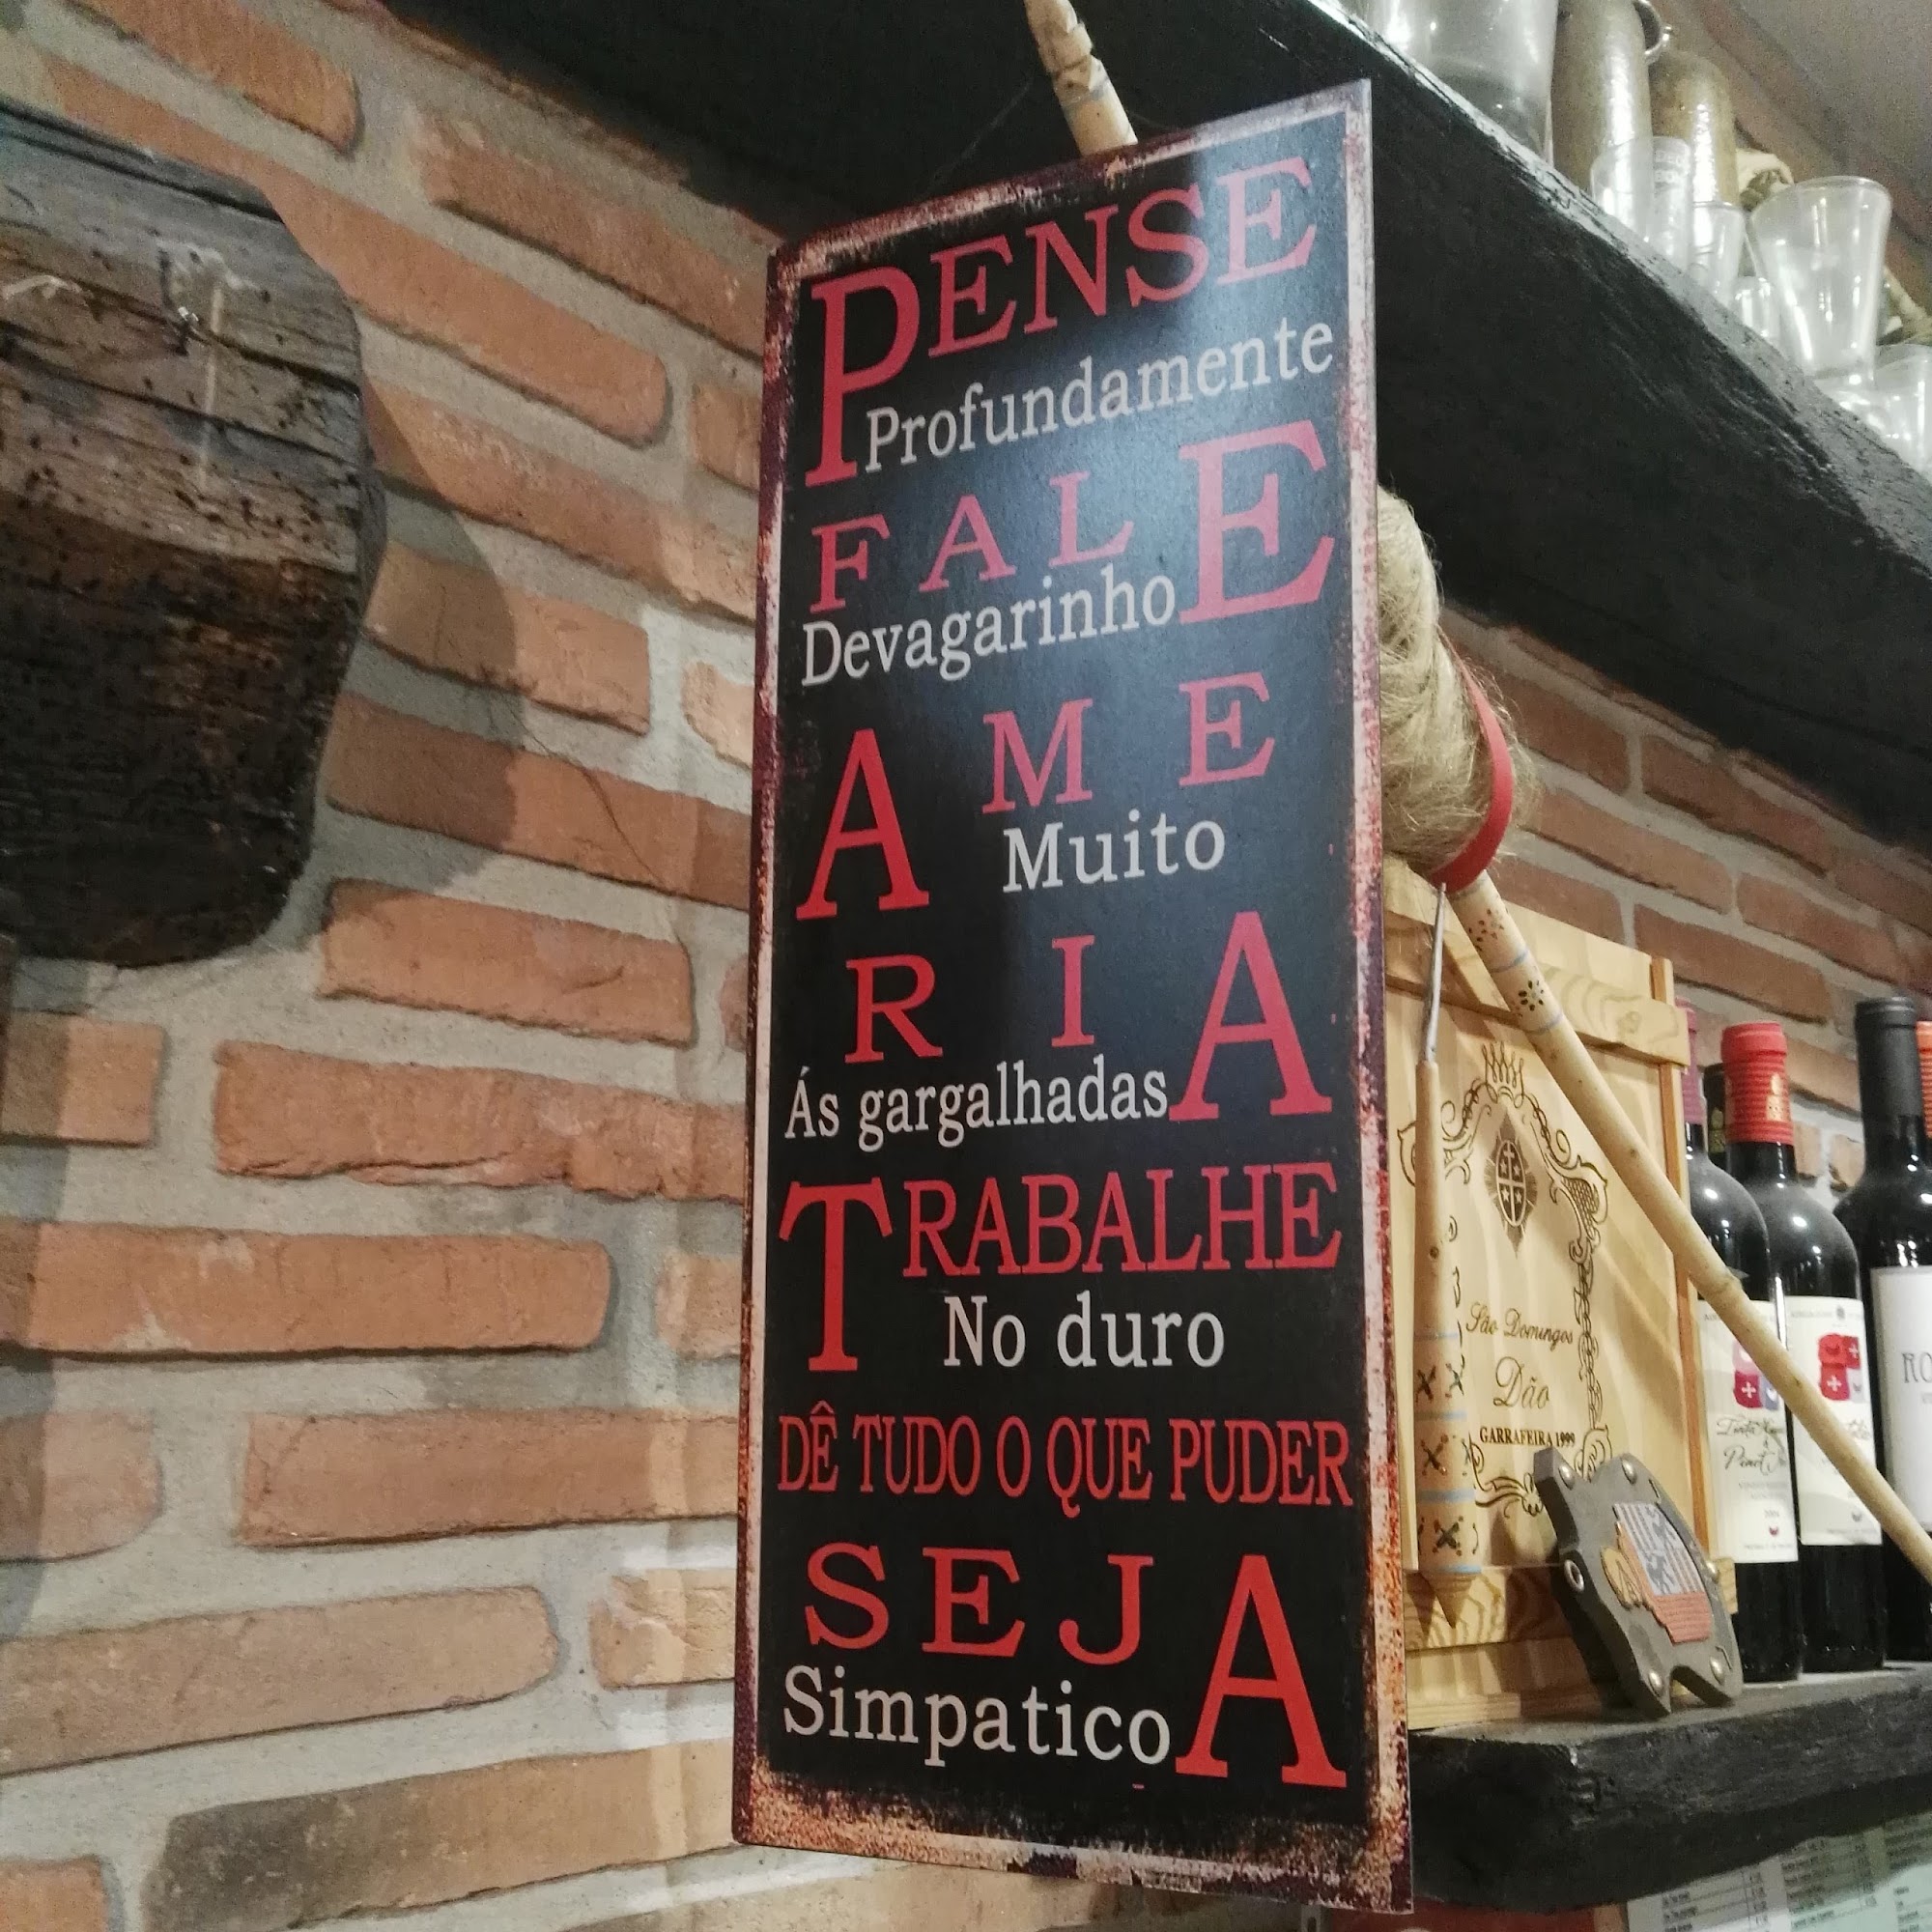 PENSE
Profundamente
FALE
Devagarinho
AME
Muito
RIA
Ás gargalhadas
TRABALHE
No duro
DÊ TUDO O QUE PUDER
SEJA
Simpatico
São Domingos
Dão
GARRAFEIRA 1999